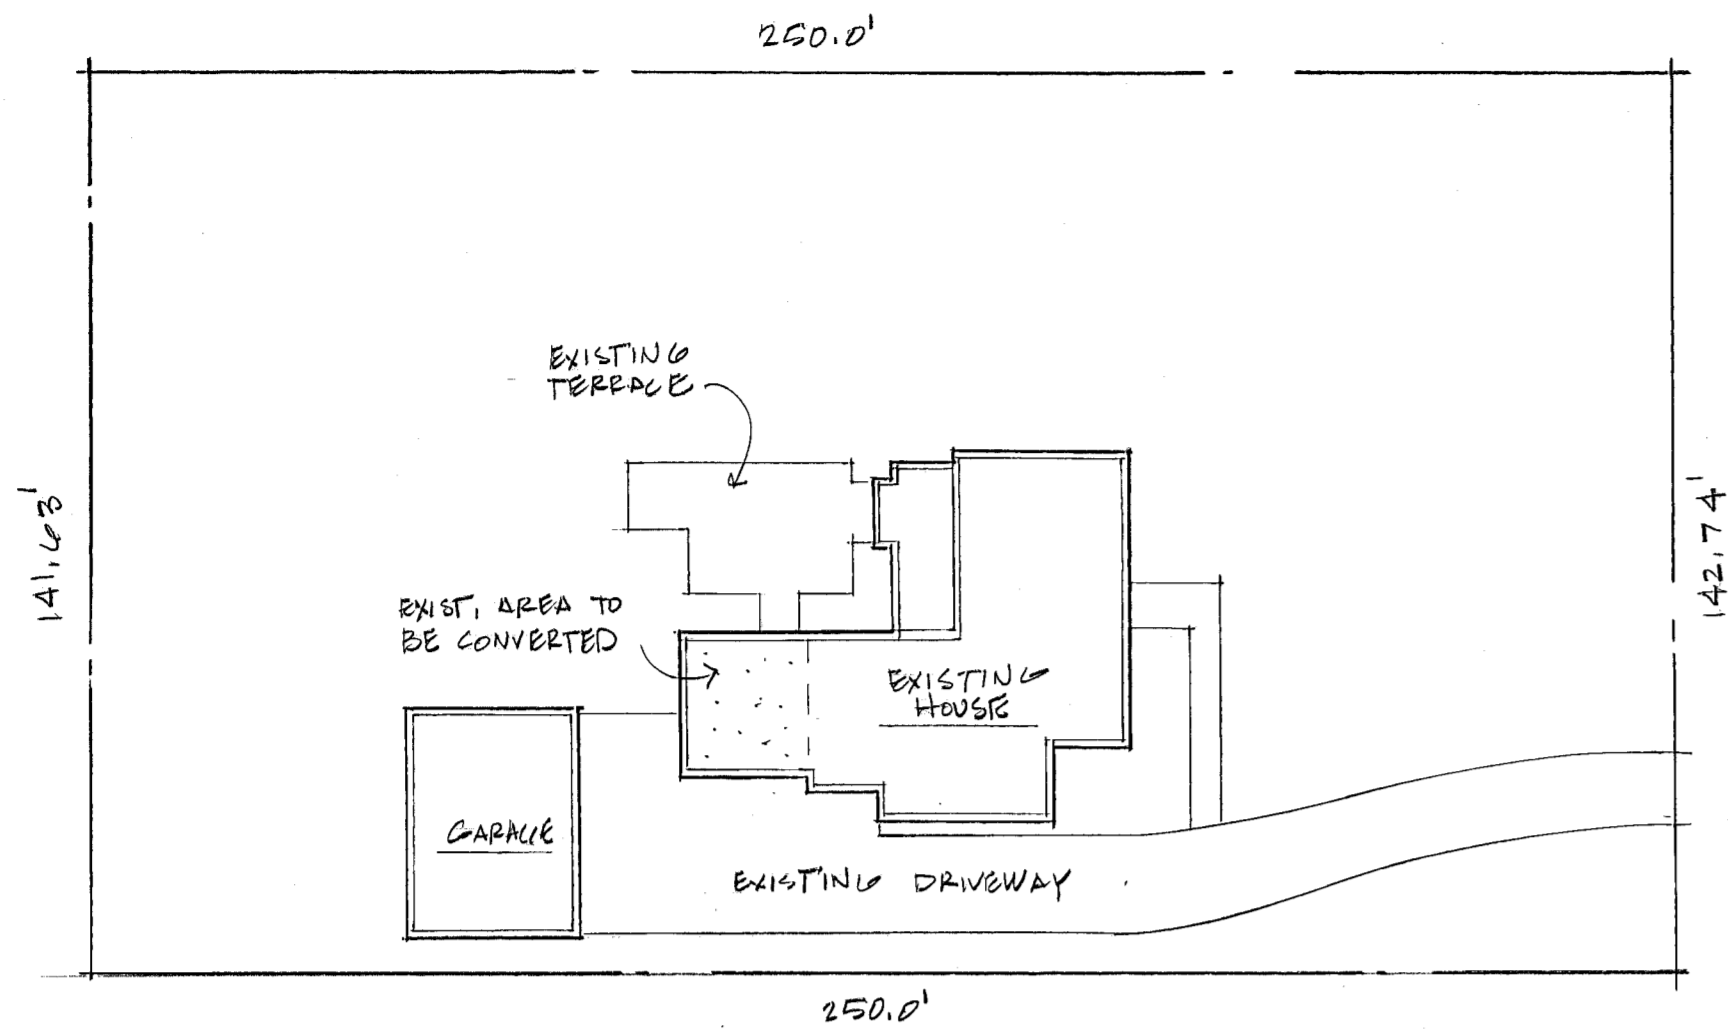 250.0'
EXISTING
TERRACE
141.63'
142.74'
EXIST. AREA TO
BE CONVERTED
EXISTING
HOUSE
GARAGE
EXISTING DRIVEWAY
250.0'